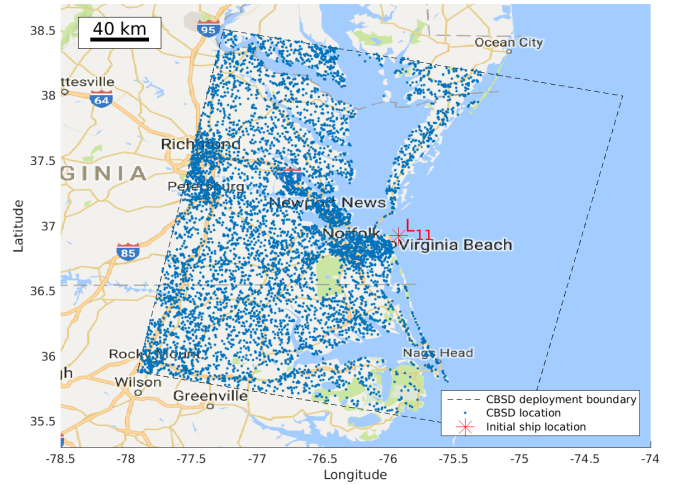 40 km
95
Ocean City
ttesville
64
Richmond
GINIA
Petersburg
Newport News
L11
Norfolk
Virginia Beach
85
Rocky Mount
Nags Head
gh
Wilson
Greenville
38.5
38
37.5
37
36.5
36
35.5
Latitude
-78.5
-78
-77.5
-77
-76.5
-76
-75.5
-75
-74.5
-74
Longitude
CBSD deployment boundary
CBSD location
Initial ship location